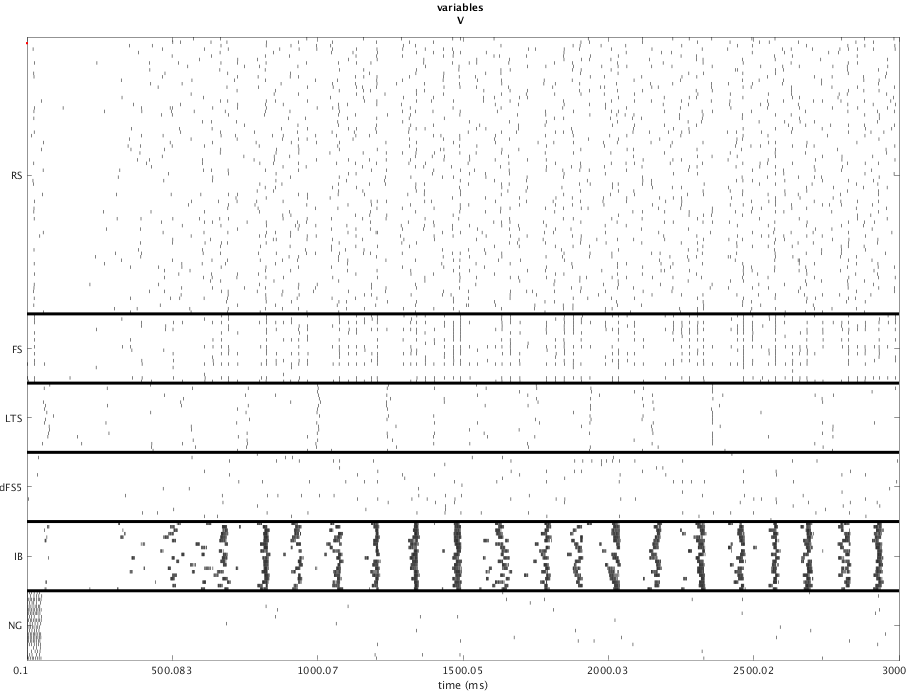 variables
V
RS
FS
LTS
dFS5
IB
NG
0.1
500.083
1000.07
1500.05
2000.03
2500.02
3000
time (ms)